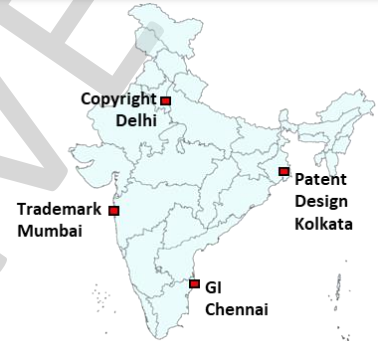 Copyright
Delhi
Patent
Design
Kolkata
Trademark
Mumbai
GI
Chennai